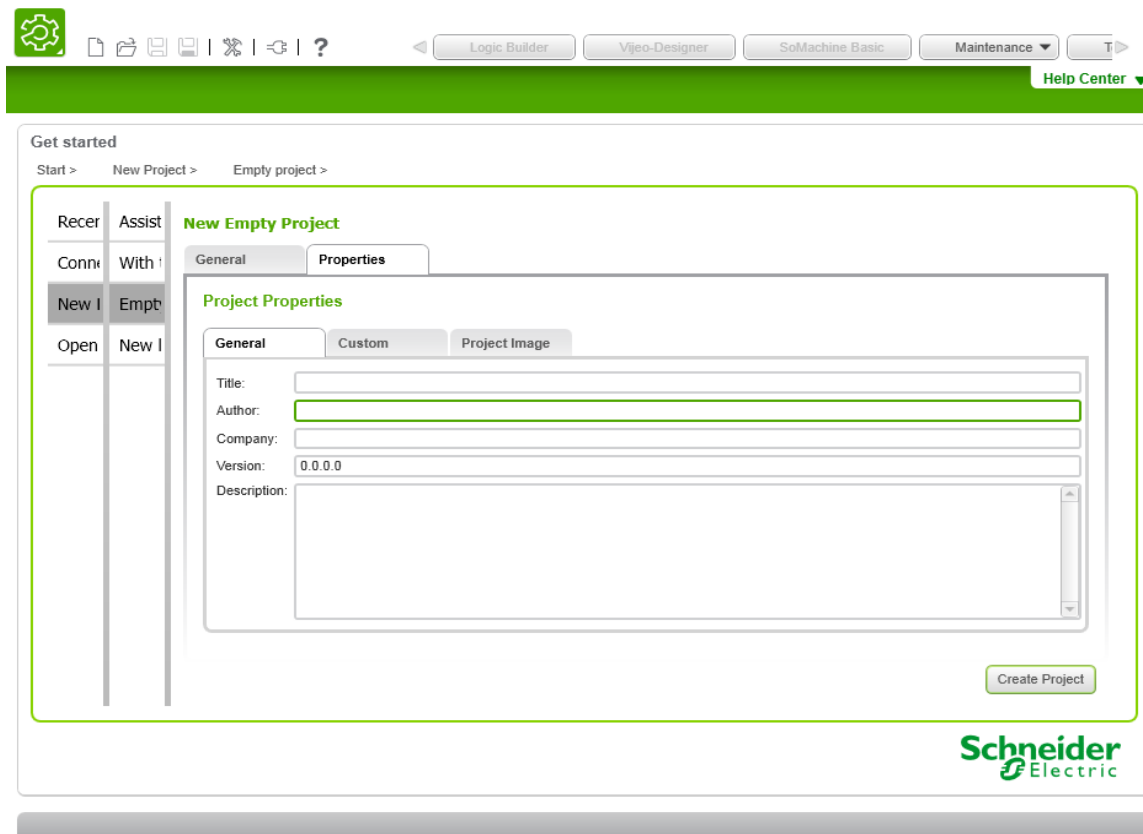 ?
Logic Builder Vijeo-Designer SoMachine Basic Maintenance
Help Center
Get started
Start > New Project > Empty project >
Recer Assist New Empty Project
Conne With General Properties
New Empty Project Properties
Open New General Custom Project Image
Title:
Author:
Company:
Version: 0.0.0.0
Description:
Create Project
Schneider
Electric